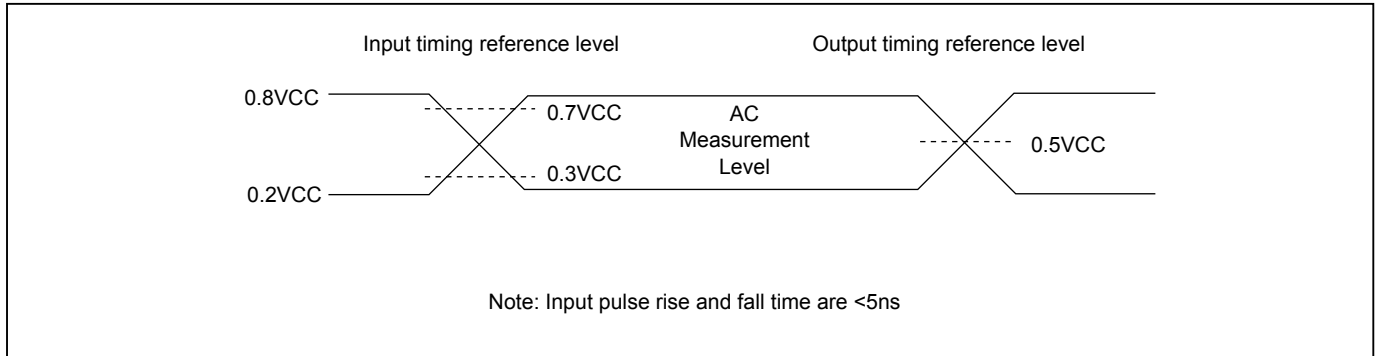 Input timing reference level
Output timing reference level
0.8VCC
0.7VCC
AC
Measurement
Level
0.5VCC
0.3VCC
0.2VCC
Note: Input pulse rise and fall time are <5ns